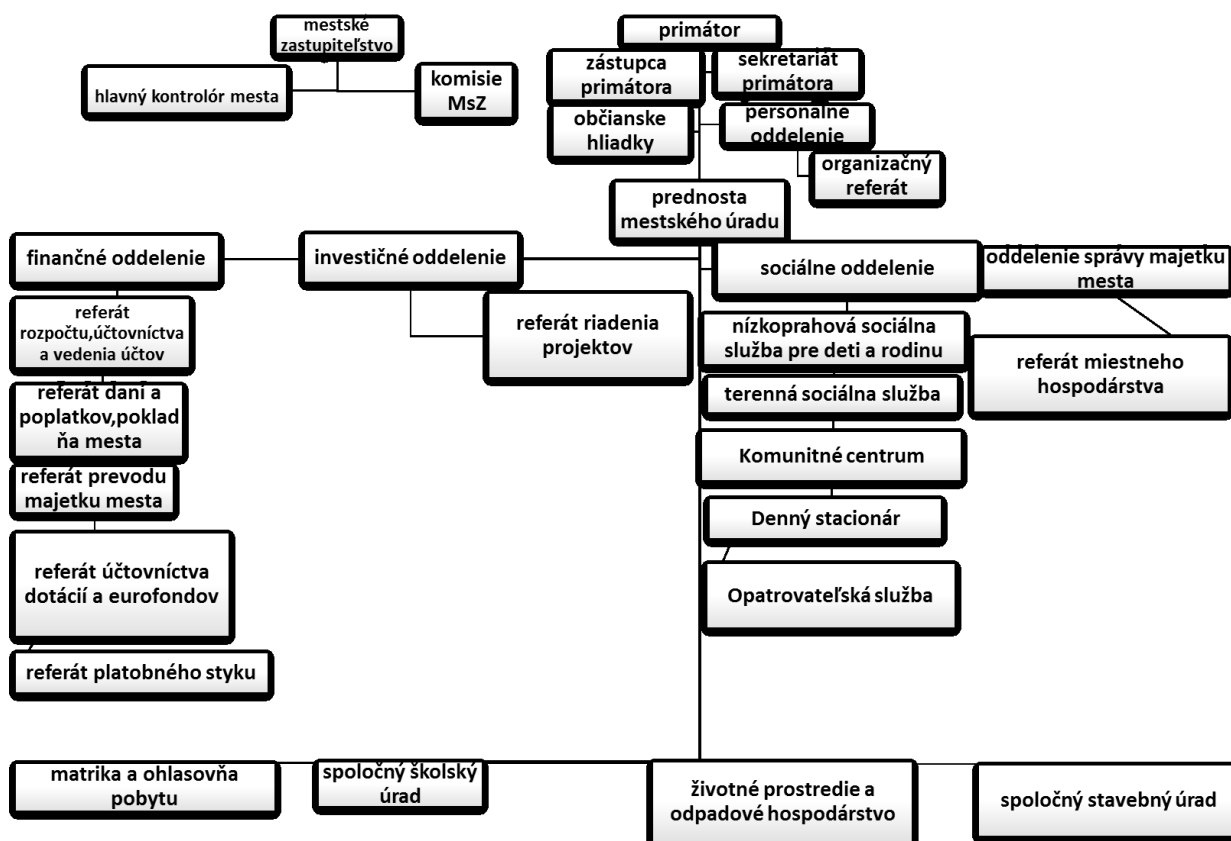 mestské
zastupiteľstvo
hlavný kontrolór mesta
komisie
MsZ
primátor
zástupca
primátora
sekretariát
primátora
občianske
hliadky
personálne
oddelenie
organizačný
referát
prednosta
mestského úradu
finančné oddelenie
investičné oddelenie
sociálne oddelenie
oddelenie správy majetku
mesta
referát
rozpočtu,účtovníctva
a vedenia účtov
referát riadenia
projektov
nízkoprahová sociálna
služba pre deti a rodinu
referát miestneho
hospodárstva
referát daní a
poplatkov,poklad
ňa mesta
terenná sociálna služba
referát prevodu
majetku mesta
Komunitné centrum
Denný stacionár
referát účtovníctva
dotácií a eurofondov
Opatrovateľská služba
referát platobného styku
matrika a ohlasovňa
pobytu
spoločný školský
úrad
životné prostredie a
odpadové hospodárstvo
spoločný stavebný úrad